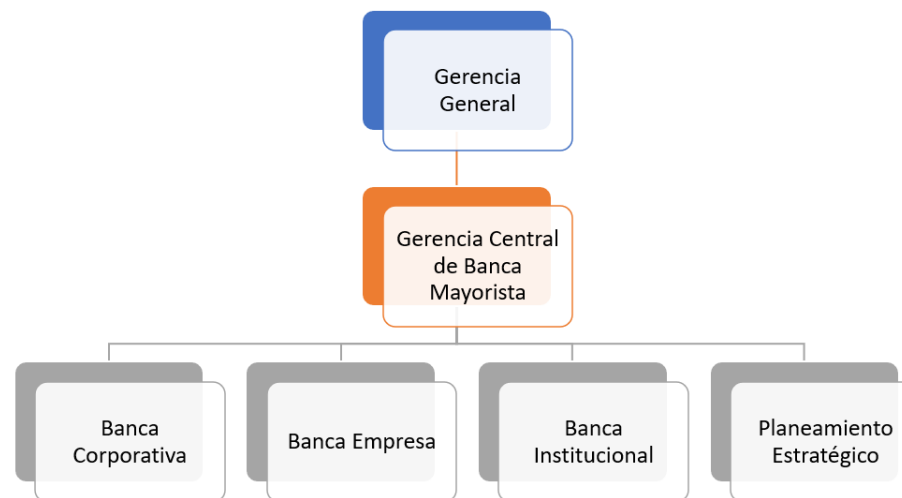 Gerencia
General
Gerencia Central
de Banca
Mayorista
Banca
Corporativa
Banca Empresa
Banca
Institucional
Planeamiento
Estratégico